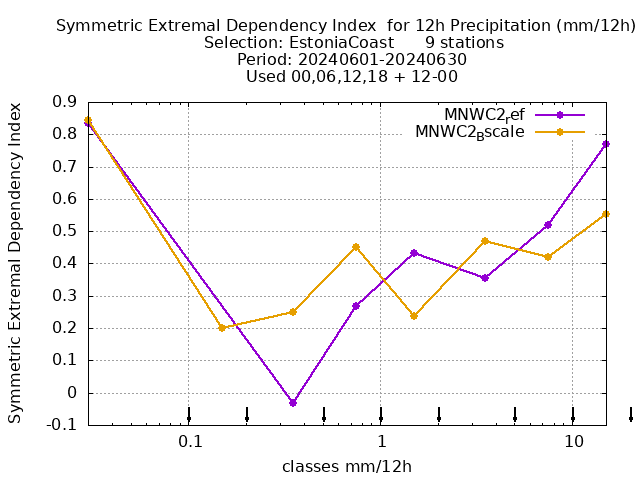 Symmetric Extremal Dependency Index  for 12h Precipitation (mm/12h)
Selection: EstoniaCoast      9 stations
Period: 20240601-20240630
Used 00,06,12,18 + 12-00
MNWC2ref
MNWC2Bscale
Symmetric Extremal Dependency Index
0.9
0.8
0.7
0.6
0.5
0.4
0.3
0.2
0.1
0
-0.1
0.1
1
10
classes mm/12h